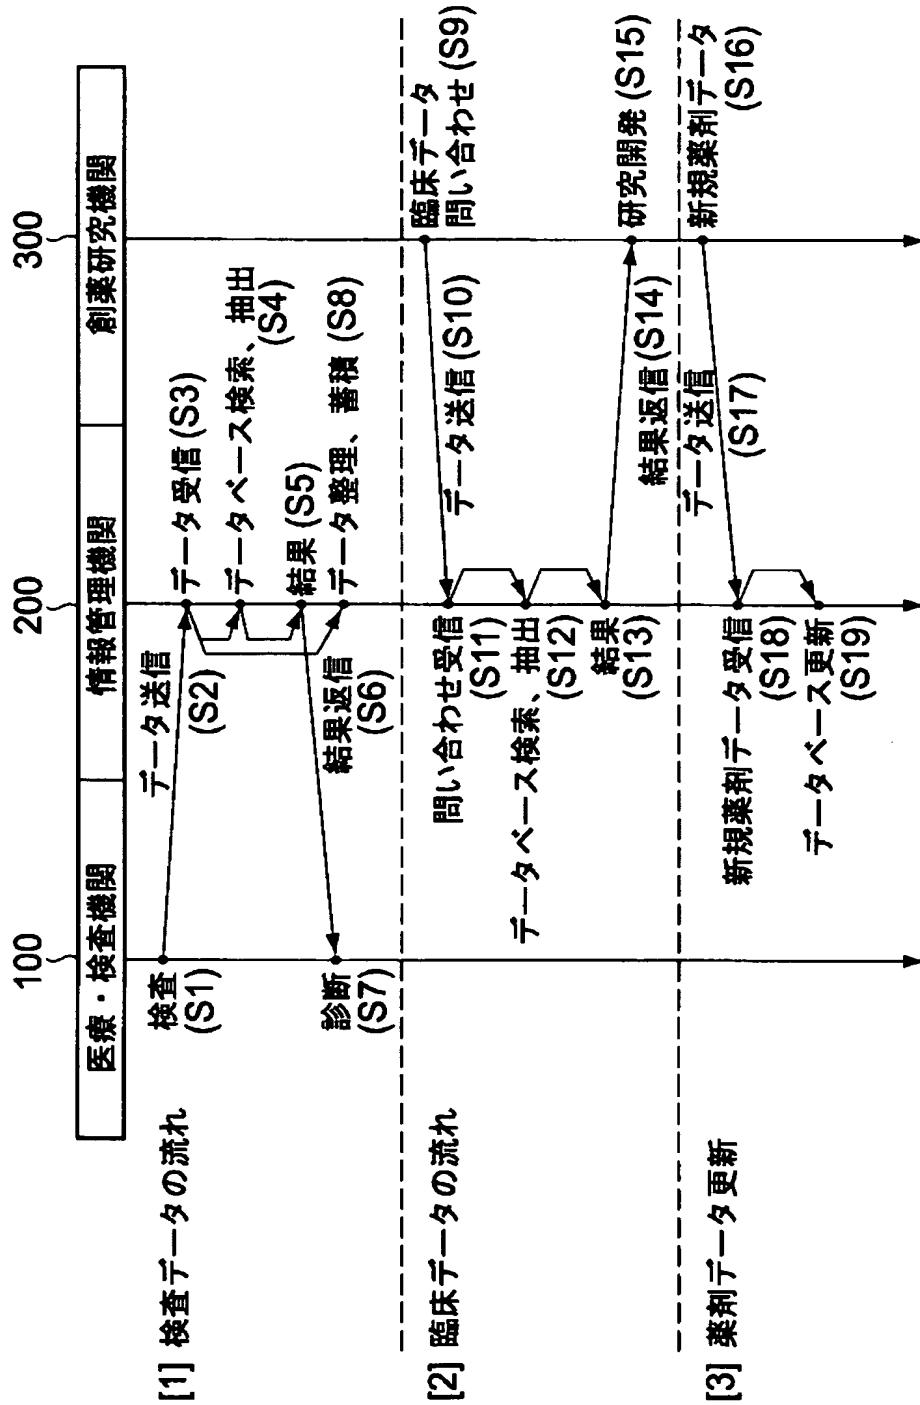 100
200
300
医療・検査機関
情報管理機関
創薬研究機関
[1] 検査データの流れ
検査
(S1)
データ送信
(S2)
データ受信 (S3)
データベース検索、抽出
(S4)
結果 (S5)
結果返信
(S6)
診断
(S7)
データ整理、蓄積 (S8)
[2] 臨床データの流れ
臨床データ
問い合わせ (S9)
データ送信 (S10)
問い合わせ受信
(S11)
データベース検索、抽出
(S12)
結果
(S13)
結果返信 (S14)
研究開発 (S15)
[3] 薬剤データ更新
新規薬剤データ
(S16)
データ送信
(S17)
新規薬剤データ受信
(S18)
データベース更新
(S19)